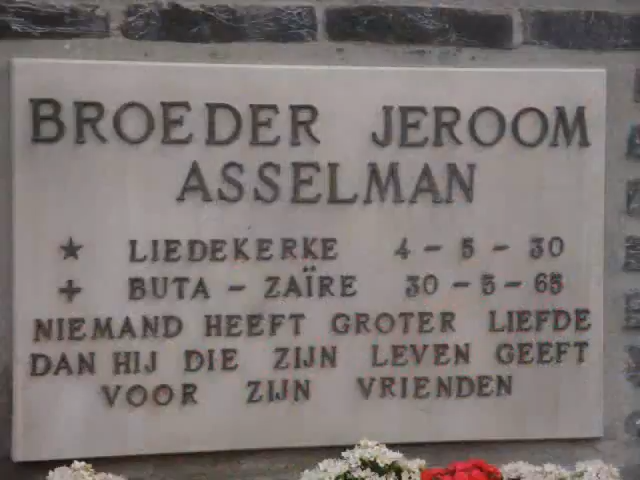 BROEDER JEROOM
ASSELMAN
★ LIEDEKERKE 4 - 5 - 30
+ BUTA - ZAÏRE 30 - 5 - 65
NIEMAND HEEFT GROTER LIEFDE
DAN HIJ DIE ZIJN LEVEN GEEFT
VOOR ZIJN VRIENDEN